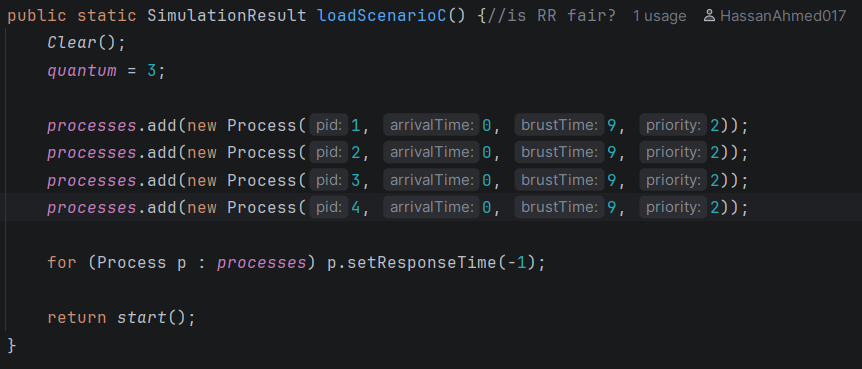 public static SimulationResult loadScenarioC() {//is RR fair? 1 usage HassanAhmed017
Clear();
quantum = 3;
processes.add(new Process( pid: 1, arrivalTime: 0, brustTime: 9, priority: 2));
processes.add(new Process( pid: 2, arrivalTime: 0, brustTime: 9, priority: 2));
processes.add(new Process( pid: 3, arrivalTime: 0, brustTime: 9, priority: 2));
processes.add(new Process( pid: 4, arrivalTime: 0, brustTime: 9, priority: 2));
for (Process p : processes) p.setResponseTime(-1);
return start();
}